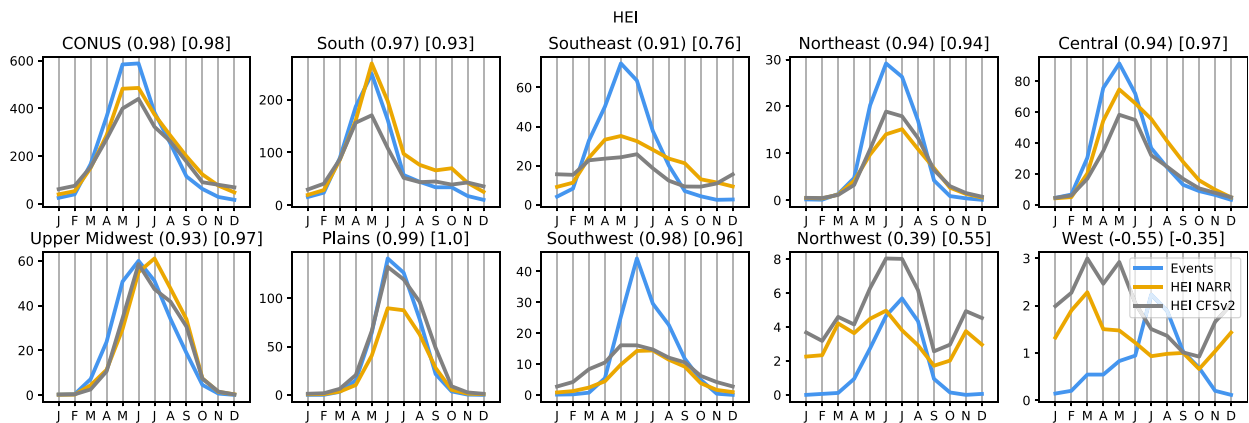 HEI
CONUS (0.98) [0.98]
South (0.97) [0.93]
Southeast (0.91) [0.76]
Northeast (0.94) [0.94]
Central (0.94) [0.97]
600
400
200
0
200
100
0
60
40
20
0
30
20
10
0
80
60
40
20
0
J F M A M J J A S O N D
J F M A M J J A S O N D
J F M A M J J A S O N D
J F M A M J J A S O N D
J F M A M J J A S O N D
Upper Midwest (0.93) [0.97]
Plains (0.99) [1.0]
Southwest (0.98) [0.96]
Northwest (0.39) [0.55]
West (-0.55) [-0.35]
60
40
20
0
100
50
0
40
30
20
10
0
8
6
4
2
0
3
2
1
0
Events
HEI NARR
HEI CFSv2
J F M A M J J A S O N D
J F M A M J J A S O N D
J F M A M J J A S O N D
J F M A M J J A S O N D
J F M A M J J A S O N D